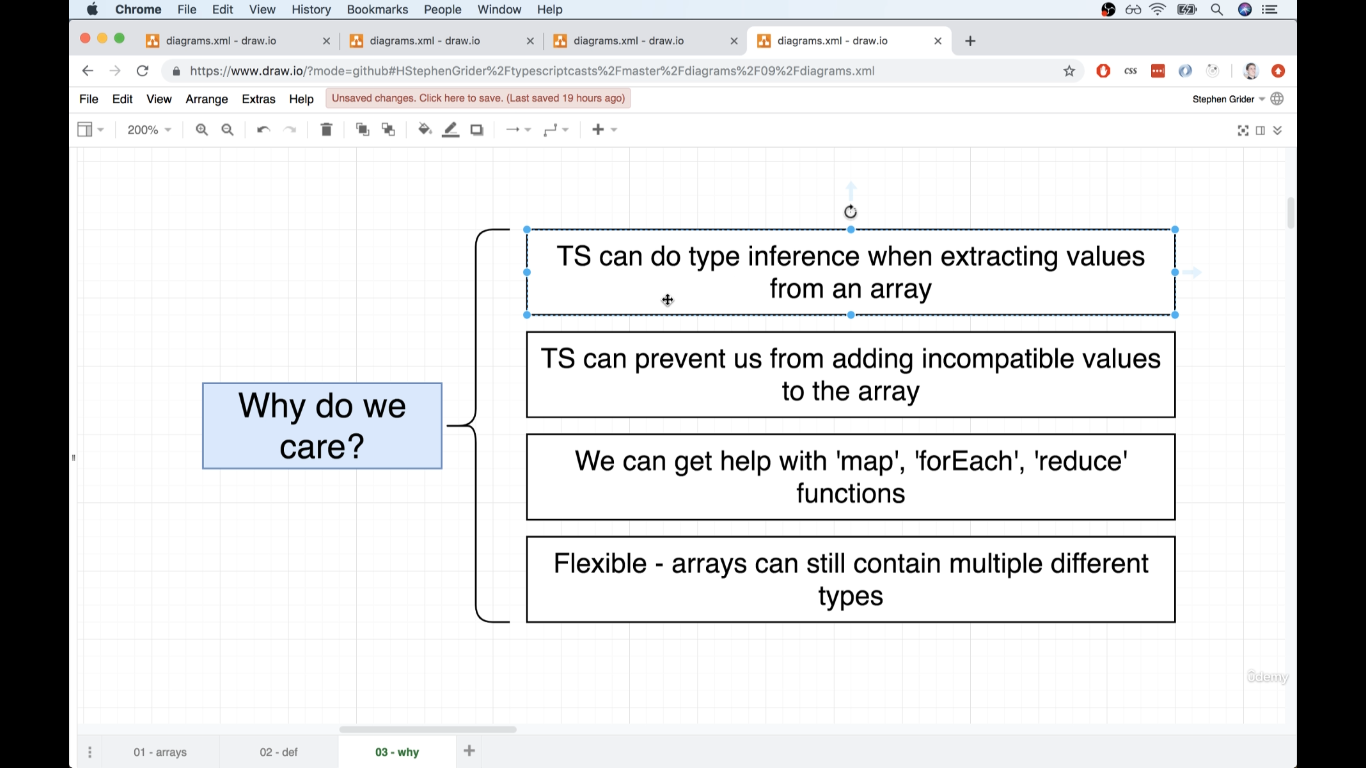 Chrome File Edit View History Bookmarks People Window Help
diagrams.xml - draw.io diagrams.xml - draw.io diagrams.xml - draw.io diagrams.xml - draw.io
https://www.draw.io/?mode=github#HStephenGrider%2Ftypescriptcasts%2Fmaster%2Fdiagrams%2F09%2Fdiagrams.xml
CSS
File Edit View Arrange Extras Help Unsaved changes. Click here to save. (Last saved 19 hours ago) Stephen Grider
200%
TS can do type inference when extracting values
from an array
TS can prevent us from adding incompatible values
to the array
Why do we
care?
We can get help with 'map', 'forEach', 'reduce'
functions
Flexible - arrays can still contain multiple different
types
ûdemy
01 - arrays 02 - def 03 - why